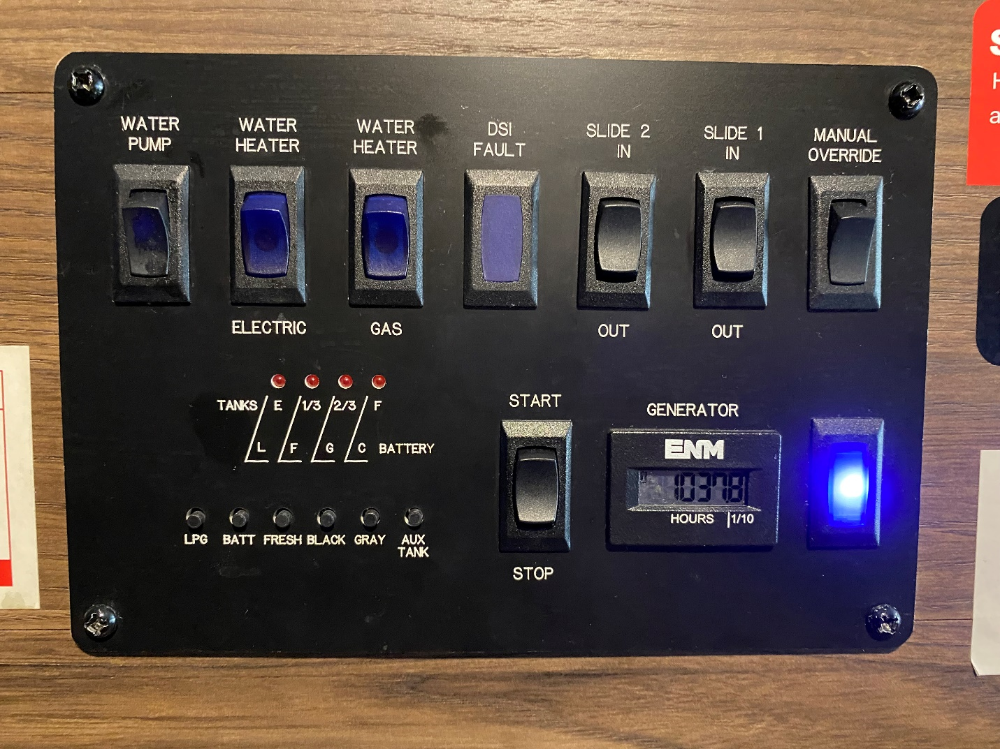 WATER
PUMP
WATER
HEATER
WATER
HEATER
DSI
FAULT
SLIDE 2
IN
SLIDE 1
IN
MANUAL
OVERRIDE
ELECTRIC
GAS
OUT
OUT
TANKS E 1/3 2/3 F
L F G C BATTERY
START
STOP
GENERATOR
ENM
10378
HOURS 1/10
LPG
BATT
FRESH
BLACK
GRAY
AUX
TANK